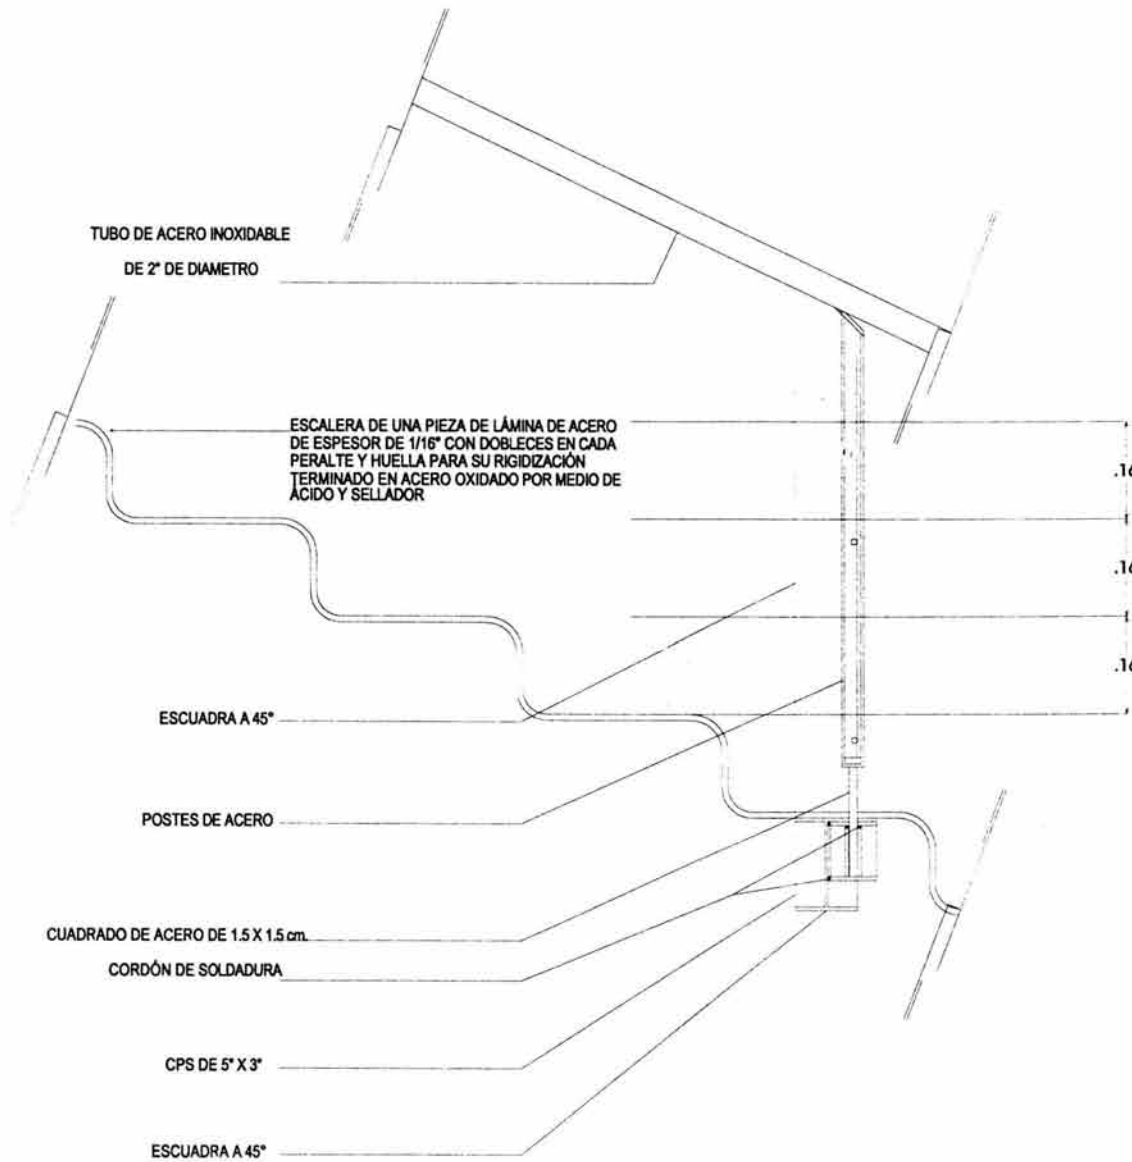 TUBO DE ACERO INOXIDABLE
DE 2" DE DIAMETRO
ESCALERA DE UNA PIEZA DE LÁMINA DE ACERO
DE ESPESOR DE 1/16" CON DOBLECES EN CADA
PERALTE Y HUELLA PARA SU RIGIDIZACIÓN
TERMINADO EN ACERO OXIDADO POR MEDIO DE
ÁCIDO Y SELLADOR
.16
.16
.16
ESCUADRA A 45°
POSTES DE ACERO
CUADRADO DE ACERO DE 1.5 X 1.5 cm.
CORDÓN DE SOLDADURA
CPS DE 5" X 3"
ESCUADRA A 45°